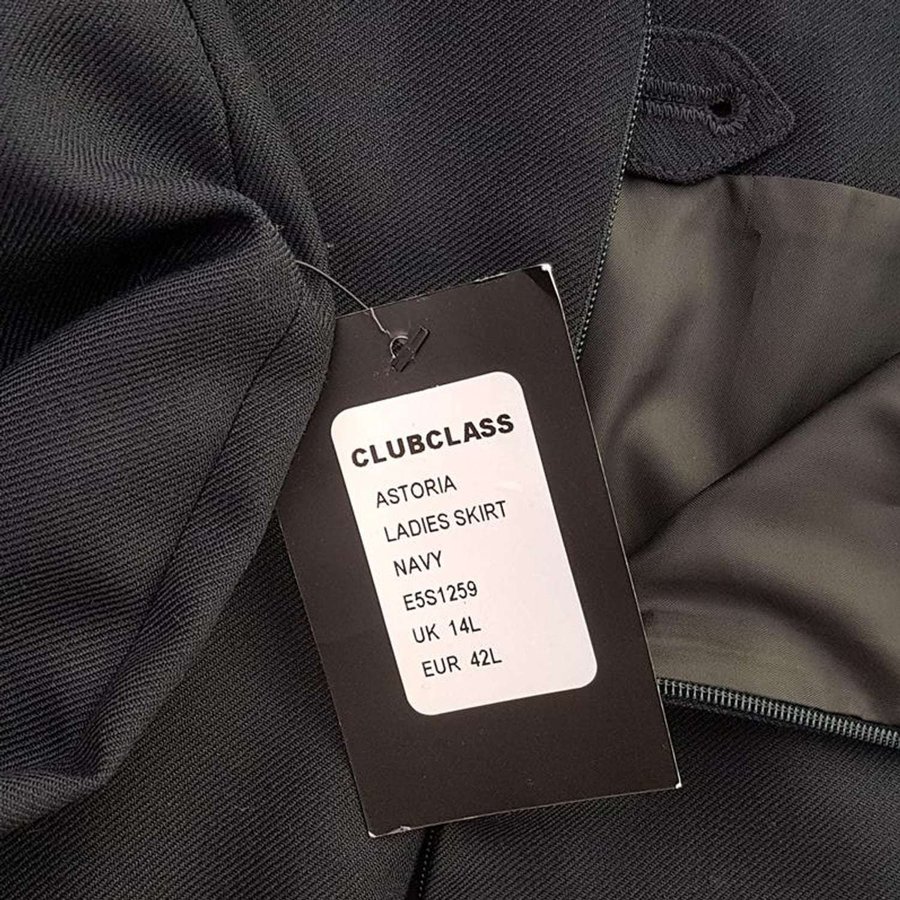 CLUBCLASS
ASTORIA
LADIES SKIRT
NAVY
E5S1259
UK 14L
EUR 42L